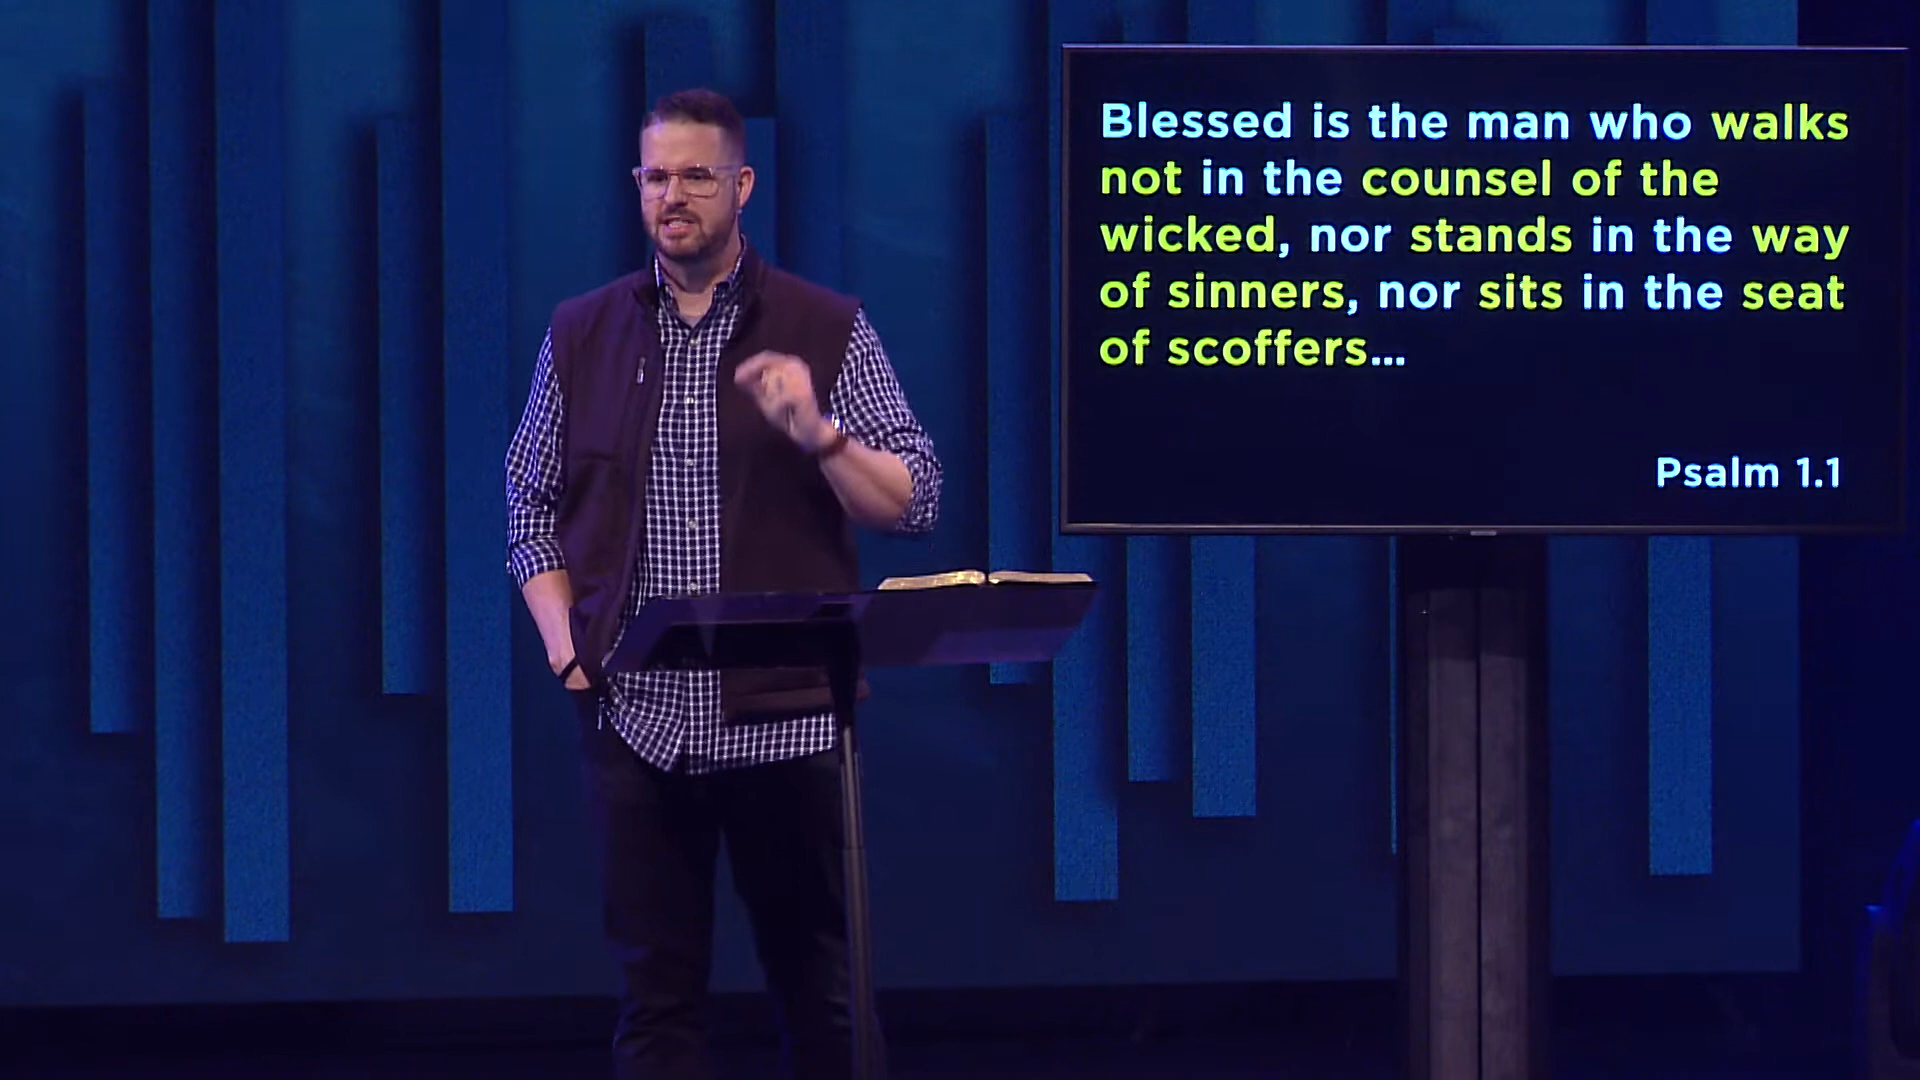 Blessed is the man who walks
not in the counsel of the
wicked, nor stands in the way
of sinners, nor sits in the seat
of scoffers...
Psalm 1.1